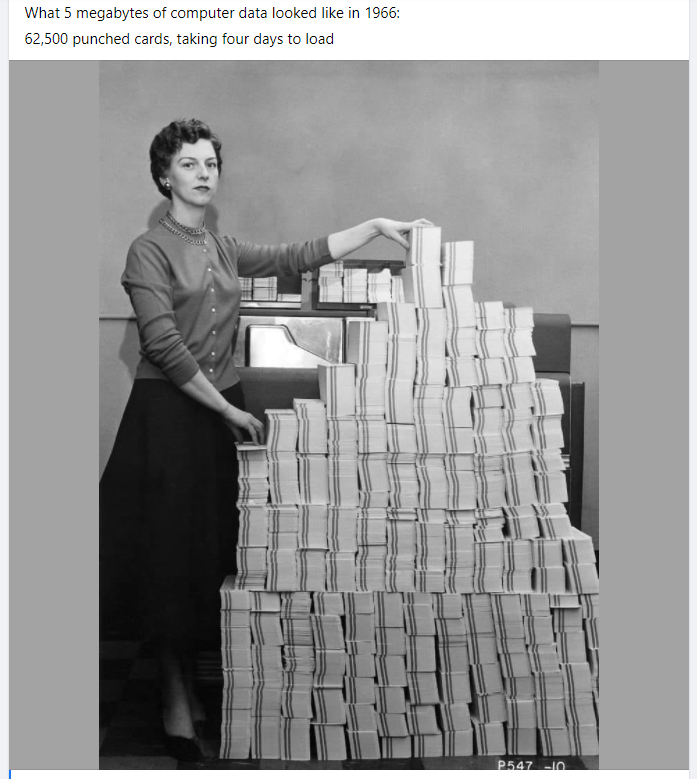 What 5 megabytes of computer data looked like in 1966:
62,500 punched cards, taking four days to load
P547 -10